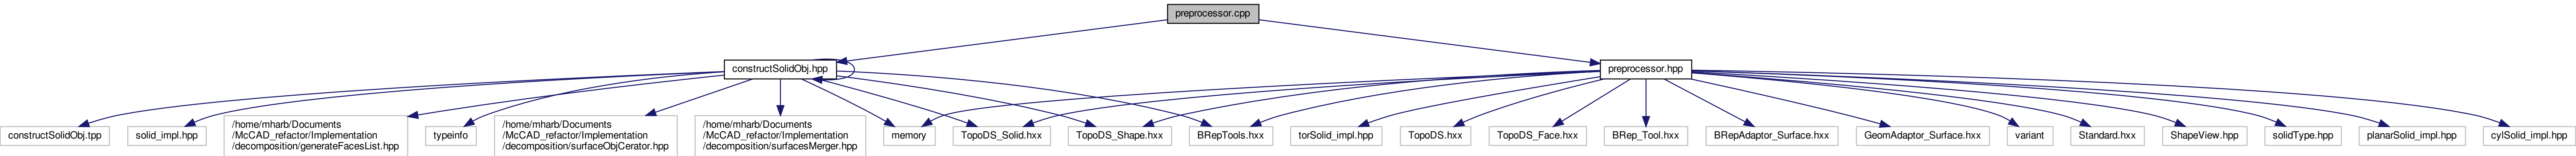 preprocessor.cpp
constructSolidObj.hpp
preprocessor.hpp
constructSolidObj.tpp
solid_impl.hpp
/home/mharb/Documents
/McCAD_refactor/Implementation
/decomposition/generateFacesList.hpp
typeinfo
/home/mharb/Documents
/McCAD_refactor/Implementation
/decomposition/surfaceObjCerator.hpp
/home/mharb/Documents
/McCAD_refactor/Implementation
/decomposition/surfacesMerger.hpp
memory
TopoDS_Solid.hxx
TopoDS_Shape.hxx
BRepTools.hxx
torSolid_impl.hpp
TopoDS.hxx
TopoDS_Face.hxx
BRep_Tool.hxx
BRepAdaptor_Surface.hxx
GeomAdaptor_Surface.hxx
variant
Standard.hxx
ShapeView.hpp
solidType.hpp
planarSolid_impl.hpp
cylSolid_impl.hpp